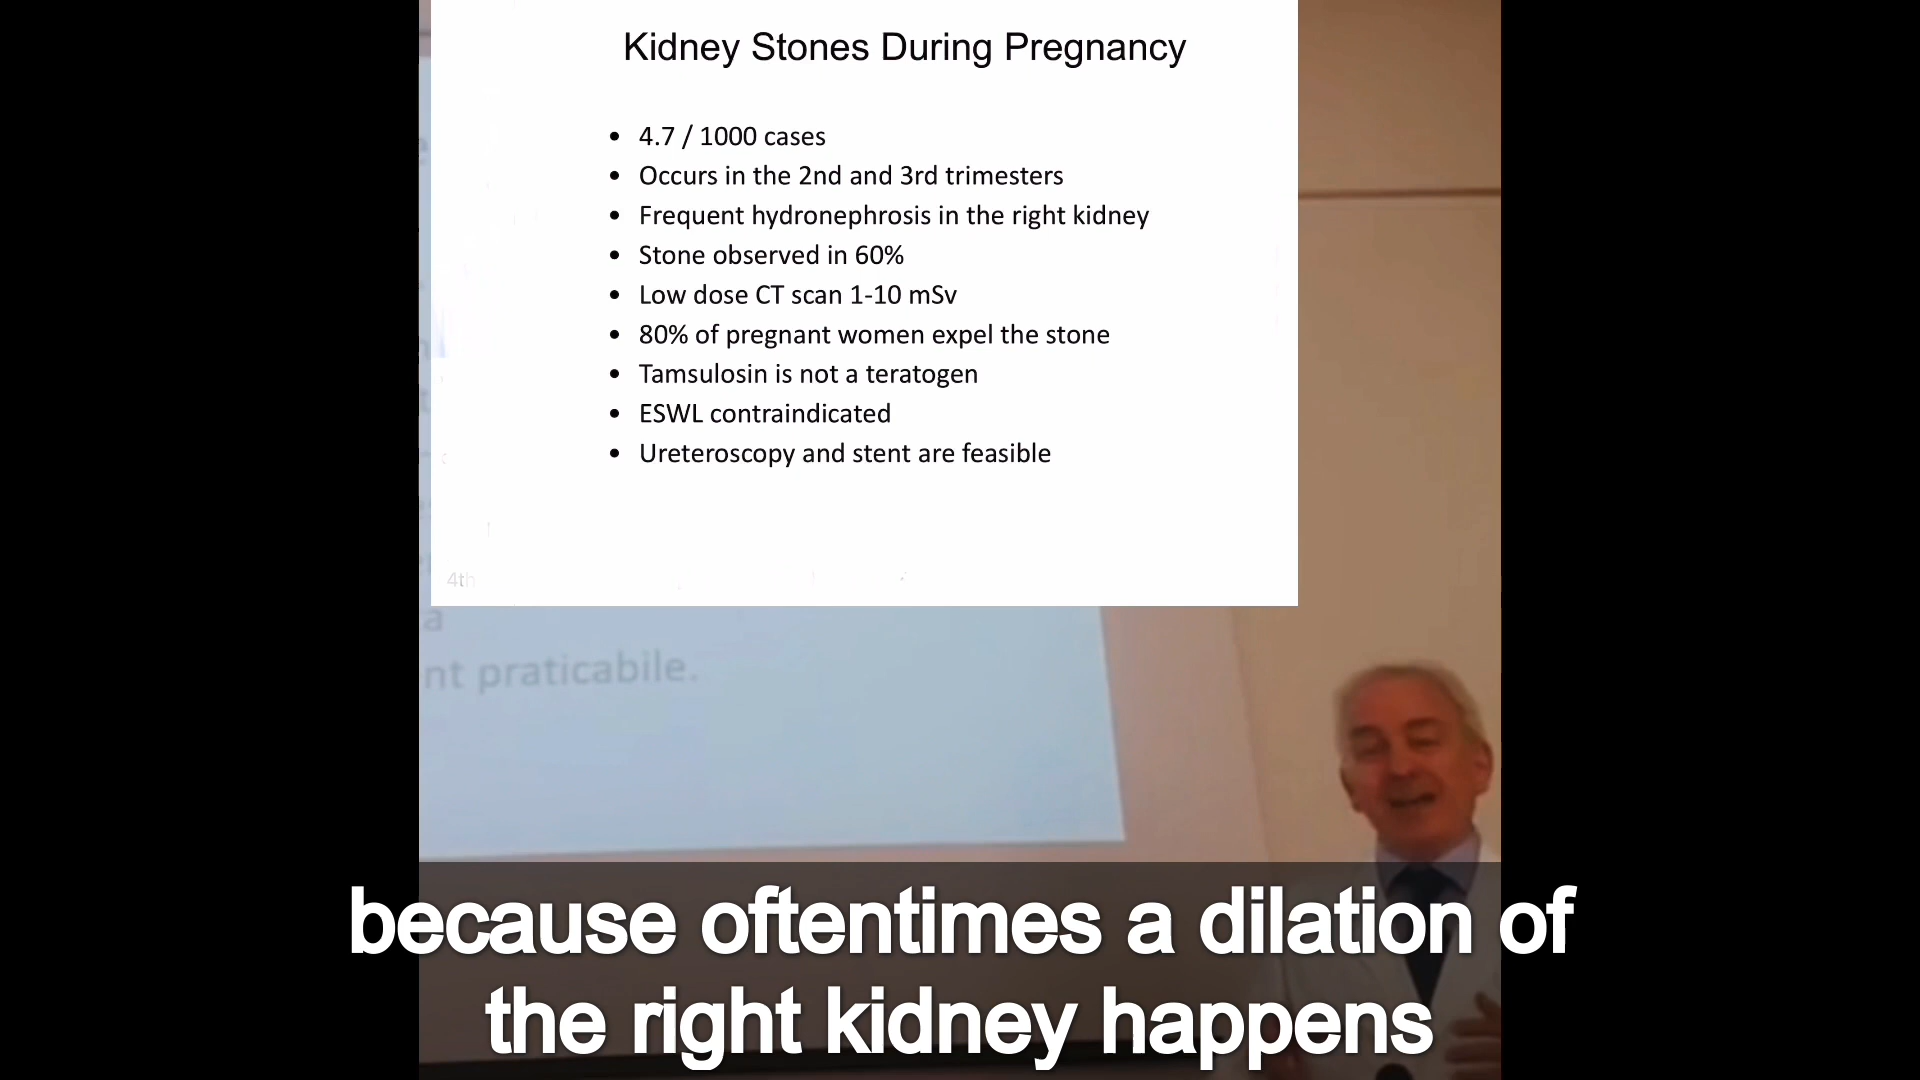 Kidney Stones During Pregnancy
• 4.7 / 1000 cases
• Occurs in the 2nd and 3rd trimesters
• Frequent hydronephrosis in the right kidney
• Stone observed in 60%
• Low dose CT scan 1-10 mSv
• 80% of pregnant women expel the stone
• Tamsulosin is not a teratogen
• ESWL contraindicated
• Ureteroscopy and stent are feasible
4th
a
nt praticabile.
because oftentimes a dilation of
the right kidney happens